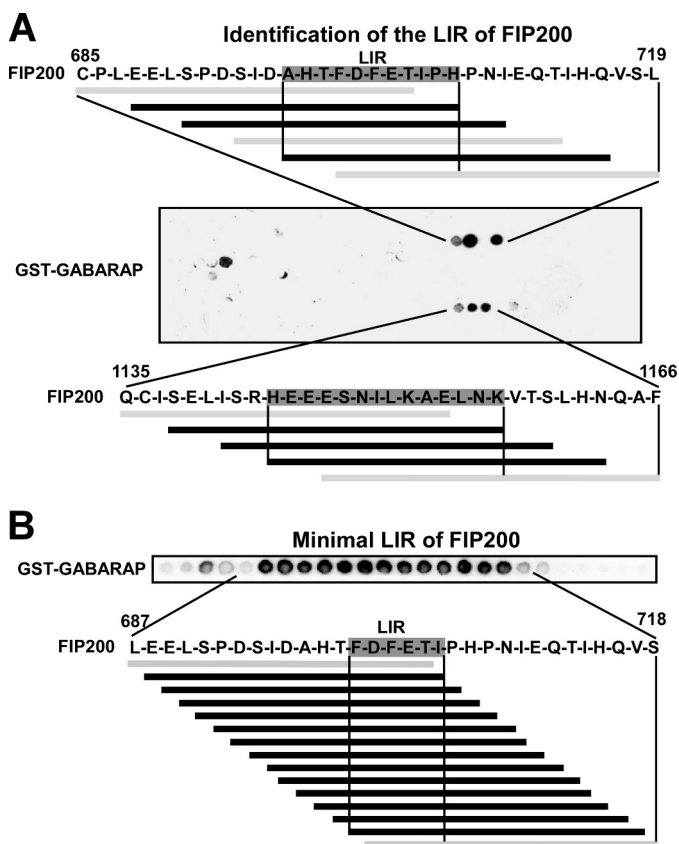 A
Identification of the LIR of FIP200
685 LIR 719
FIP200 C-P-L-E-E-L-S-P-D-S-I-D-A-H-T-F-D-F-E-T-I-P-H-P-N-I-E-Q-T-I-H-Q-V-S-L
GST-GABARAP
1135 1166
FIP200 Q-C-I-S-E-L-I-S-R-H-E-E-E-S-N-I-L-K-A-E-L-N-K-V-T-S-L-H-N-Q-A-F
B
Minimal LIR of FIP200
GST-GABARAP
687 LIR 718
FIP200 L-E-E-L-S-P-D-S-I-D-A-H-T-F-D-F-E-T-I-P-H-P-N-I-E-Q-T-I-H-Q-V-S